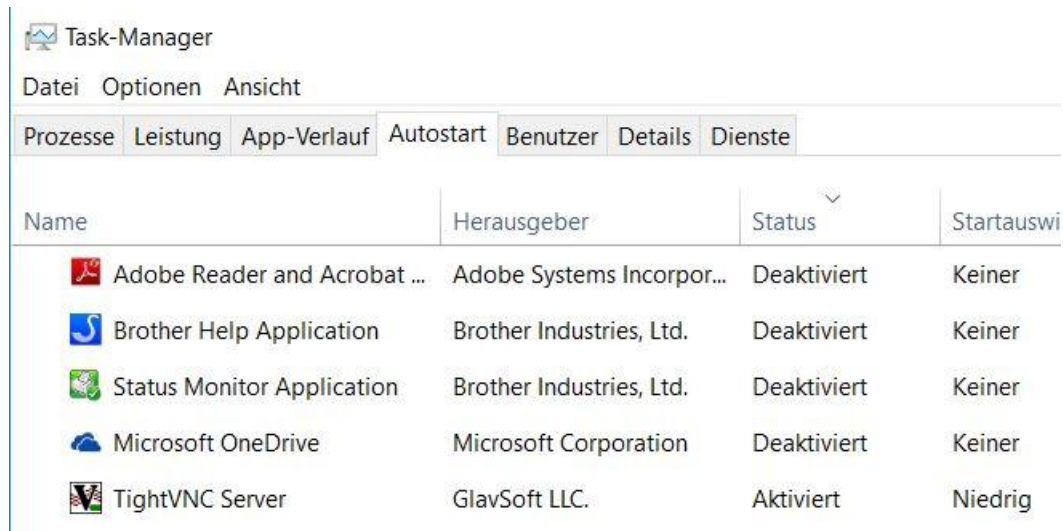 Task-Manager
Datei Optionen Ansicht
Prozesse Leistung App-Verlauf Autostart Benutzer Details Dienste
Name Herausgeber Status Startauswi
Adobe Reader and Acrobat ... Adobe Systems Incorpor... Deaktiviert Keiner
Brother Help Application Brother Industries, Ltd. Deaktiviert Keiner
Status Monitor Application Brother Industries, Ltd. Deaktiviert Keiner
Microsoft OneDrive Microsoft Corporation Deaktiviert Keiner
TightVNC Server GlavSoft LLC. Aktiviert Niedrig